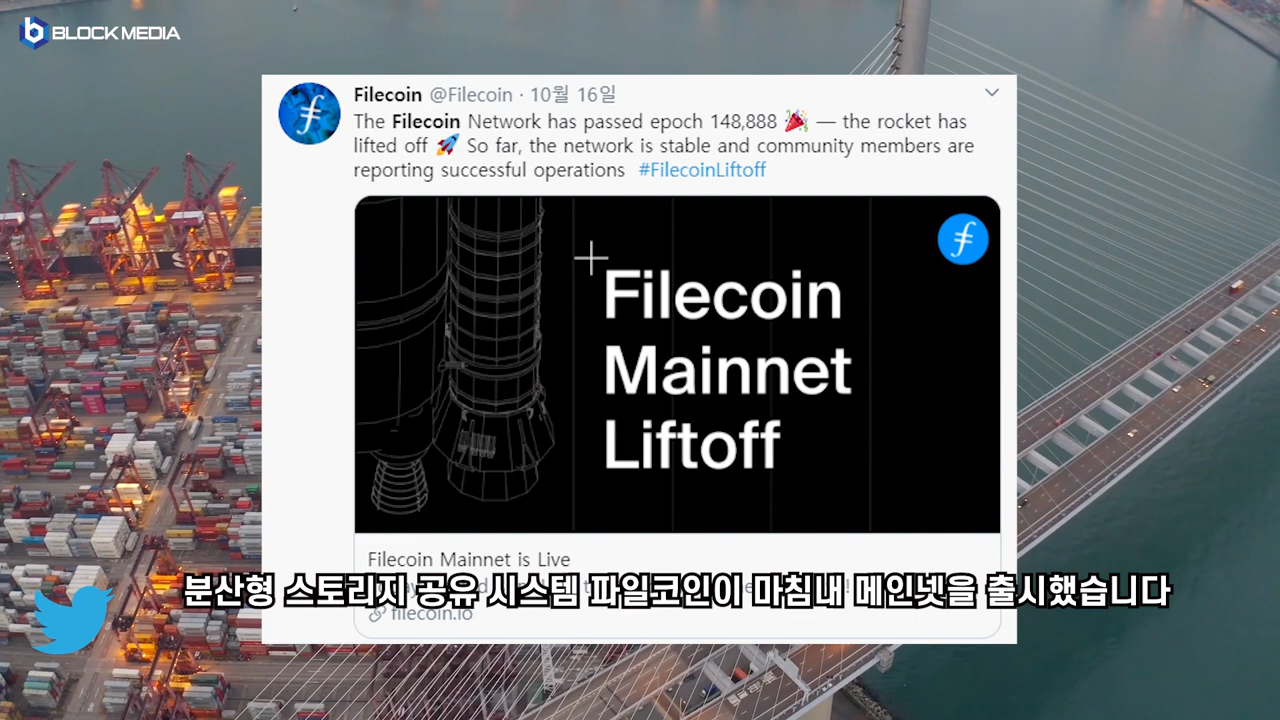 BLOCK MEDIA
Filecoin @Filecoin · 10월 16일
The Filecoin Network has passed epoch 148,888 🎉 — the rocket has
lifted off 🚀 So far, the network is stable and community members are
reporting successful operations #FilecoinLiftoff
Filecoin
Mainnet
Liftoff
Filecoin Mainnet is Live
분산형 스토리지 공유 시스템 파일코인이 마침내 메인넷을 출시했습니다
filecoin.io